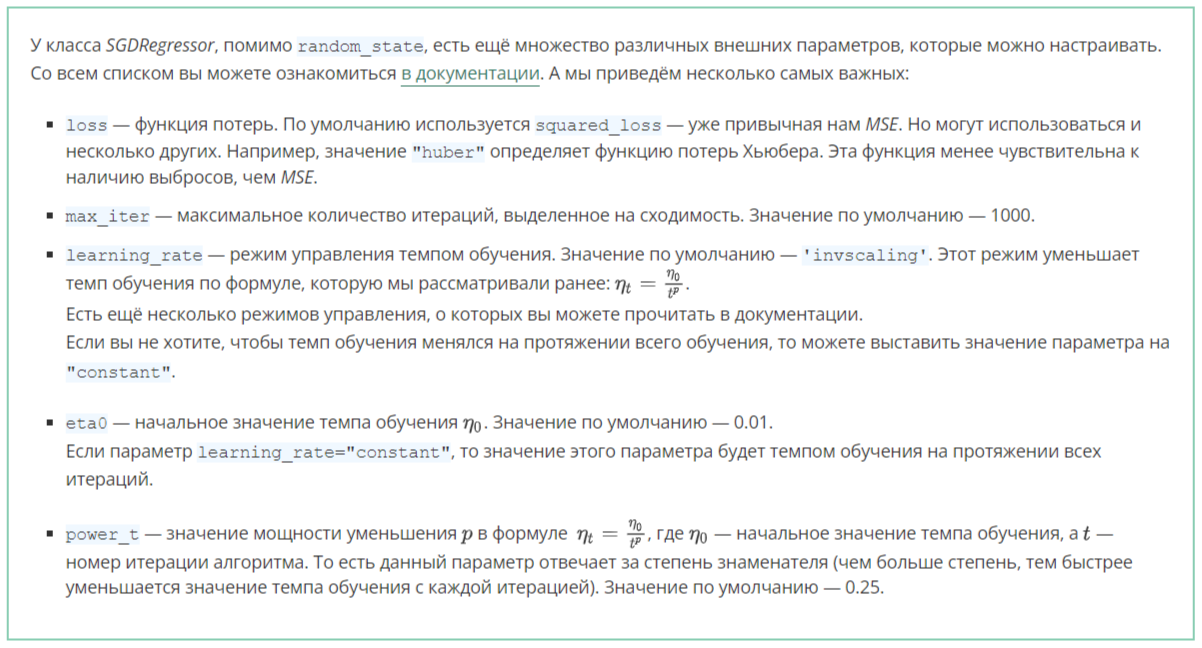 У класса SGDRegressor, помимо random_state, есть ещё множество различных внешних параметров, которые можно настраивать.
Со всем списком вы можете ознакомиться в документации. А мы приведём несколько самых важных:
▪ loss — функция потерь. По умолчанию используется squared_loss — уже привычная нам MSE. Но могут использоваться и
несколько других. Например, значение "huber" определяет функцию потерь Хьюбера. Эта функция менее чувствительна к
наличию выбросов, чем MSE.
▪ max_iter — максимальное количество итераций, выделенное на сходимость. Значение по умолчанию — 1000.
▪ learning_rate — режим управления темпом обучения. Значение по умолчанию — 'invscaling'. Этот режим уменьшает
темп обучения по формуле, которую мы рассматривали ранее: η_t = η_0/t^p.
Есть ещё несколько режимов управления, о которых вы можете прочитать в документации.
Если вы не хотите, чтобы темп обучения менялся на протяжении всего обучения, то можете выставить значение параметра на
"constant".
▪ eta0 — начальное значение темпа обучения η_0. Значение по умолчанию — 0.01.
Если параметр learning_rate="constant", то значение этого параметра будет темпом обучения на протяжении всех
итераций.
▪ power_t — значение мощности уменьшения p в формуле η_t = η_0/t^p, где η_0 — начальное значение темпа обучения, а t —
номер итерации алгоритма. То есть данный параметр отвечает за степень знаменателя (чем больше степень, тем быстрее
уменьшается значение темпа обучения с каждой итерацией). Значение по умолчанию — 0.25.